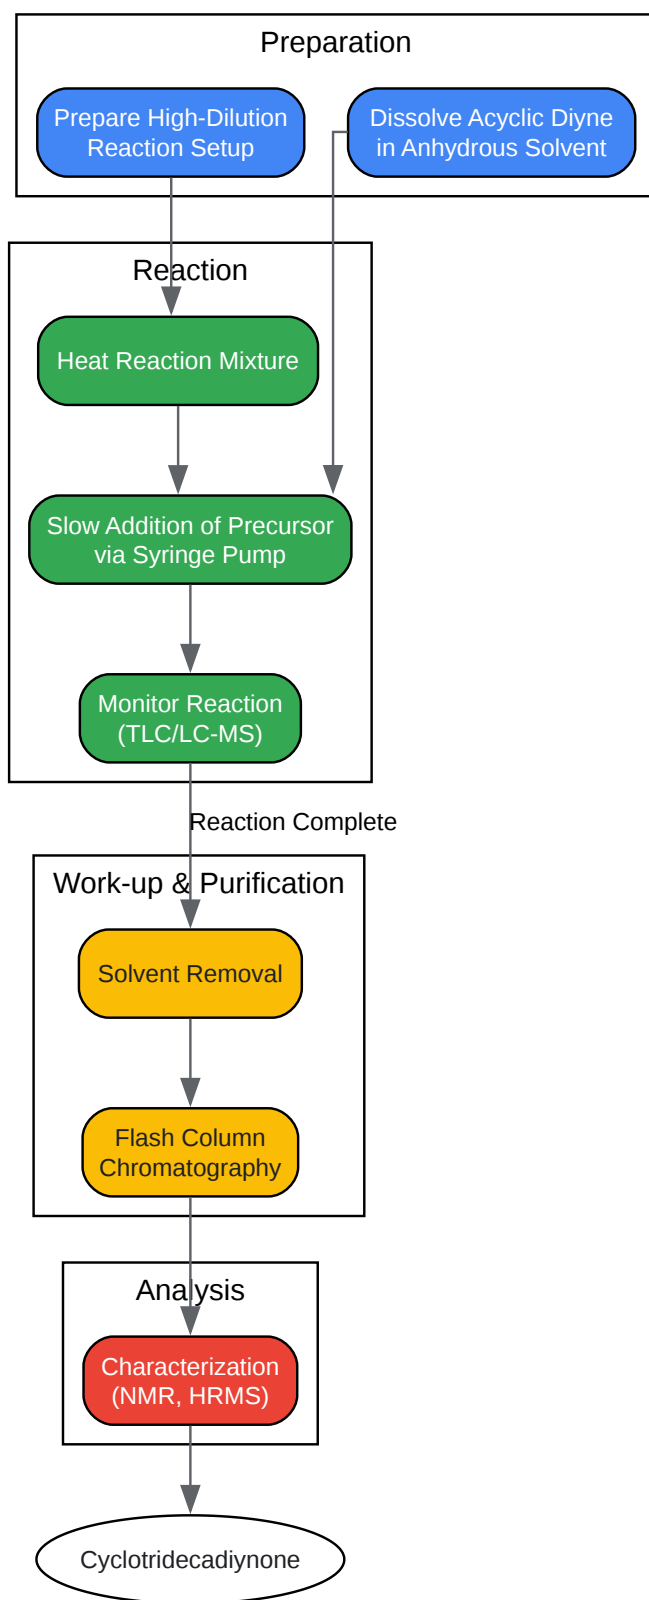 Preparation
Prepare High-Dilution
Reaction Setup
Dissolve Acyclic Diyne
in Anhydrous Solvent
Reaction
Heat Reaction Mixture
Slow Addition of Precursor
via Syringe Pump
Monitor Reaction
(TLC/LC-MS)
Reaction Complete
Work-up & Purification
Solvent Removal
Flash Column
Chromatography
Analysis
Characterization
(NMR, HRMS)
Cyclotridecadiynone